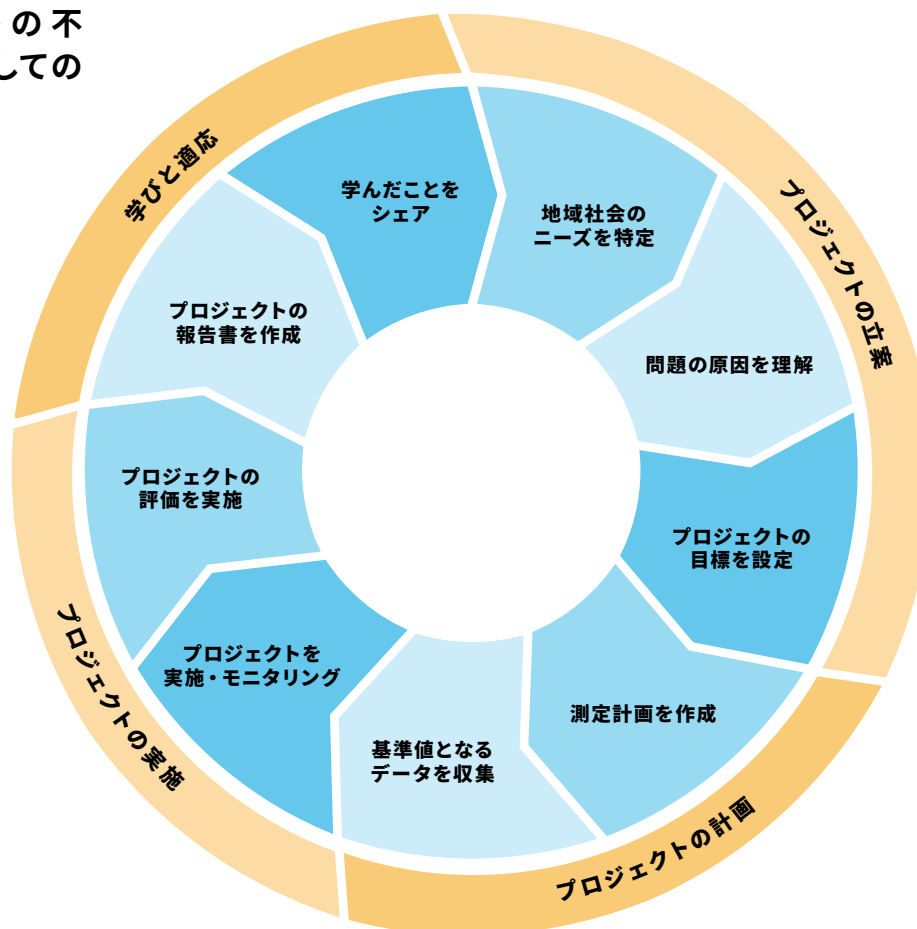 の不
しての
プロジェクトの立案
地域社会の
ニーズを特定
問題の原因を理解
プロジェクトの
目標を設定
プロジェクトの計画
測定計画を作成
基準値となる
データを収集
プロジェクトの実施
プロジェクトを
実施・モニタリング
プロジェクトの
評価を実施
学びと適応
プロジェクトの
報告書を作成
学んだことを
シェア